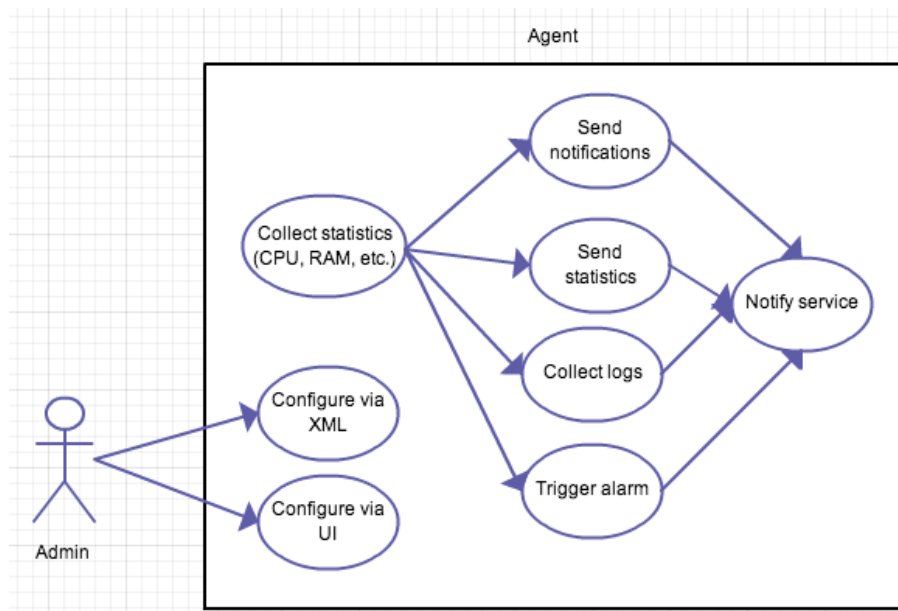 Agent
Send
notifications
Collect statistics
(CPU, RAM, etc.)
Send
statistics
Notify service
Collect logs
Configure via
XML
Trigger alarm
Configure via
UI
Admin